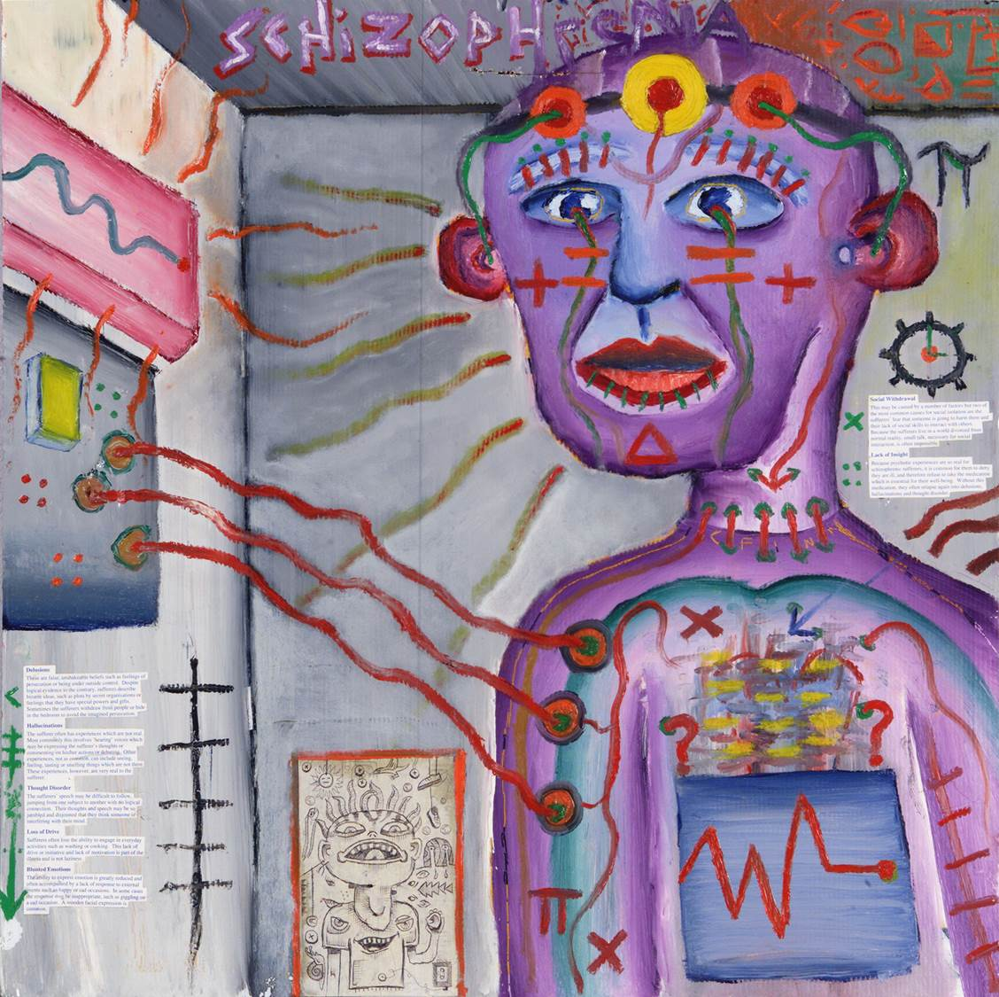 SCHIZOPHRENIA
Social Withdrawal
This may be caused by a number of factors but two of
the most common causes for social isolation are the
sufferers' fear that someone is going to harm them and
their lack of social skills to interact with others.
Because the sufferers live in a world divorced from
normal reality, small talk, necessary for social
interaction, is often impossible.
Lack of Insight
Because psychotic experiences are so real for
schizophrenic sufferers, it is common for them to deny
they are ill, and therefore refuse to take the medication
which is essential for their well-being. Without this
medication, they often relapse again into delusions,
hallucinations and thought disorder.
Delusions
These are false, unshakeable beliefs such as feelings of
persecution or being under outside control. Despite
logical evidence to the contrary, sufferers describe
bizarre ideas, such as plots by secret organisations or
feelings that they have special powers and gifts.
Sometimes the sufferers withdraw from people or hide
in the bedroom to avoid the imagined persecution.
Hallucinations
The sufferer often has experiences which are not real.
Most commonly this involves 'hearing' voices which
may be expressing the sufferer's thoughts or
commenting on his/her actions or debating. Other
experiences, not as common, can include seeing,
feeling, tasting or smelling things which are not there.
These experiences, however, are very real to the
sufferer.
Thought Disorder
The sufferers' speech may be difficult to follow,
jumping from one subject to another with no logical
connection. Their thoughts and speech may be so
jumbled and disjointed that they think someone is
interfering with their mind.
Loss of Drive
Sufferers often lose the ability to engage in everyday
activities such as washing or cooking. This lack of
drive or initiative and lack of motivation is part of the
illness and is not laziness.
Blunted Emotions
The ability to express emotion is greatly reduced and
often accompanied by a lack of response to external
events such as happy or sad occasions. In some cases
the response may be inappropriate, such as giggling on
a sad occasion. A wooden facial expression is
common.